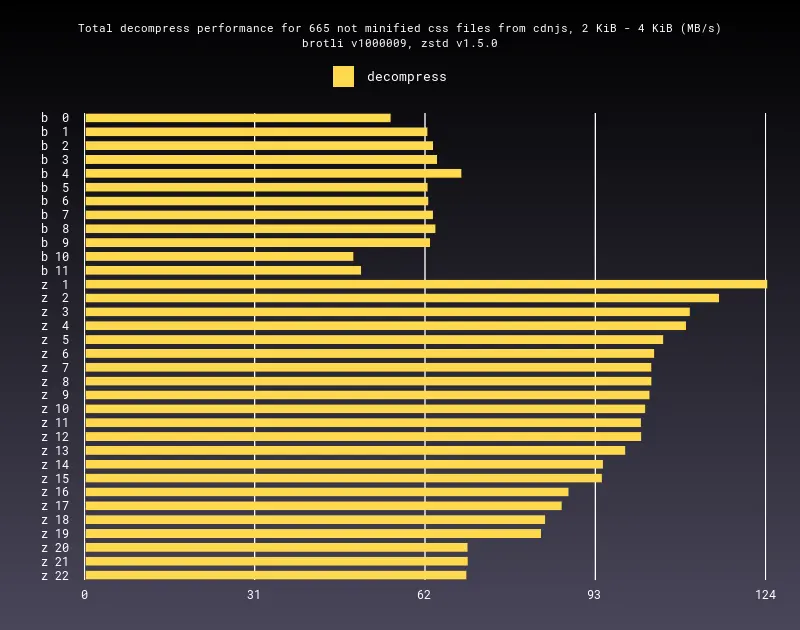 Total decompress performance for 665 not minified css files from cdnjs, 2 KiB - 4 KiB (MB/s)
brotli v1000009, zstd v1.5.0
decompress
b 0
b 1
b 2
b 3
b 4
b 5
b 6
b 7
b 8
b 9
b 10
b 11
z 1
z 2
z 3
z 4
z 5
z 6
z 7
z 8
z 9
z 10
z 11
z 12
z 13
z 14
z 15
z 16
z 17
z 18
z 19
z 20
z 21
z 22
0 31 62 93 124